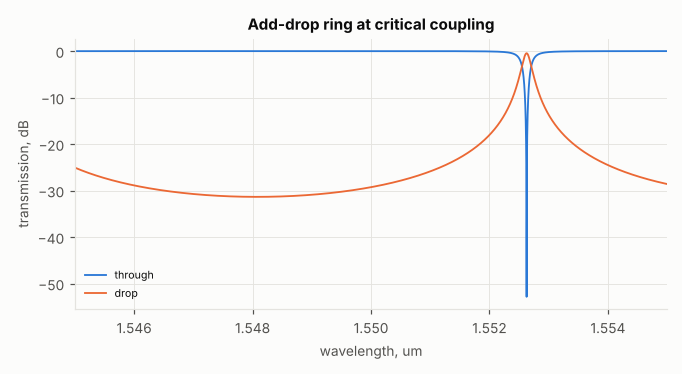 Add-drop ring at critical coupling
transmission, dB
0
−10
−20
−30
−40
−50
through
drop
1.546
1.548
1.550
1.552
1.554
wavelength, um